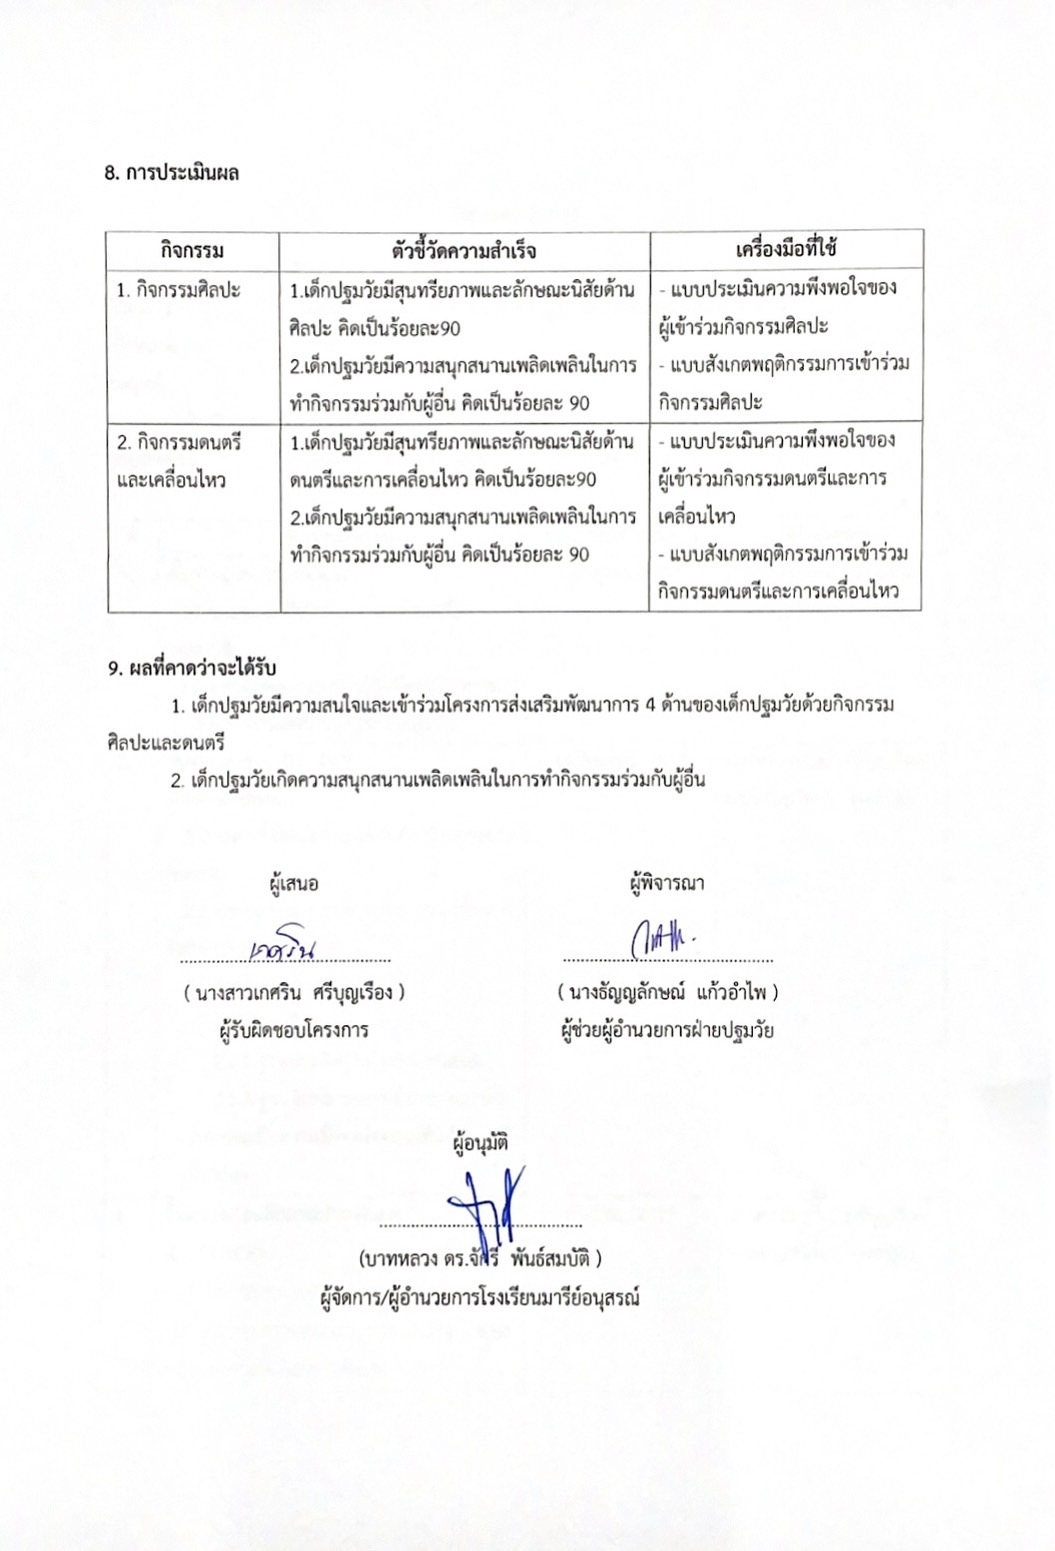 8. การประเมินผล
กิจกรรม ตัวชี้วัดความสำเร็จ เครื่องมือที่ใช้
1. กิจกรรมศิลปะ
1.เด็กปฐมวัยมีสุนทรียภาพและลักษณะนิสัยด้าน
ศิลปะ คิดเป็นร้อยละ90
2.เด็กปฐมวัยมีความสนุกสนานเพลิดเพลินในการ
ทำกิจกรรมร่วมกับผู้อื่น คิดเป็นร้อยละ 90
- แบบประเมินความพึงพอใจของ
ผู้เข้าร่วมกิจกรรมศิลปะ
- แบบสังเกตพฤติกรรมการเข้าร่วม
กิจกรรมศิลปะ
2. กิจกรรมดนตรี
และเคลื่อนไหว
1.เด็กปฐมวัยมีสุนทรียภาพและลักษณะนิสัยด้าน
ดนตรีและการเคลื่อนไหว คิดเป็นร้อยละ90
2.เด็กปฐมวัยมีความสนุกสนานเพลิดเพลินในการ
ทำกิจกรรมร่วมกับผู้อื่น คิดเป็นร้อยละ 90
- แบบประเมินความพึงพอใจของ
ผู้เข้าร่วมกิจกรรมดนตรีและการ
เคลื่อนไหว
- แบบสังเกตพฤติกรรมการเข้าร่วม
กิจกรรมดนตรีและการเคลื่อนไหว
9. ผลที่คาดว่าจะได้รับ
1. เด็กปฐมวัยมีความสนใจและเข้าร่วมโครงการส่งเสริมพัฒนาการ 4 ด้านของเด็กปฐมวัยด้วยกิจกรรม
ศิลปะและดนตรี
2. เด็กปฐมวัยเกิดความสนุกสนานเพลิดเพลินในการทำกิจกรรมร่วมกับผู้อื่น
ผู้เสนอ
เกศริน
( นางสาวเกศริน ศรีบุญเรือง )
ผู้รับผิดชอบโครงการ
ผู้พิจารณา
( นางธัญญลักษณ์ แก้วอำไพ )
ผู้ช่วยผู้อำนวยการฝ่ายปฐมวัย
ผู้อนุมัติ
(บาทหลวง ดร.จักรี พันธ์สมบัติ )
ผู้จัดการ/ผู้อำนวยการโรงเรียนมารีย์อนุสรณ์